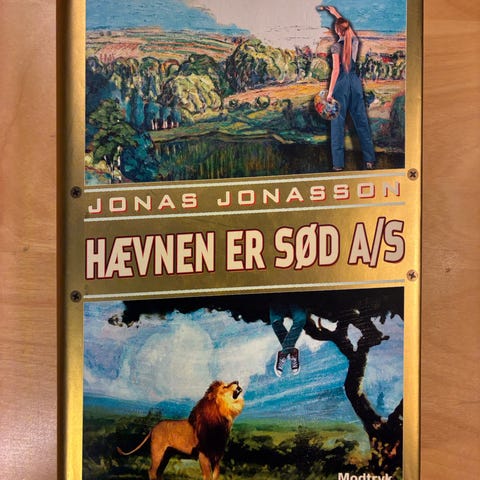 JONAS JONASSON
HÆVNEN ER SØD A/S
Modtryk